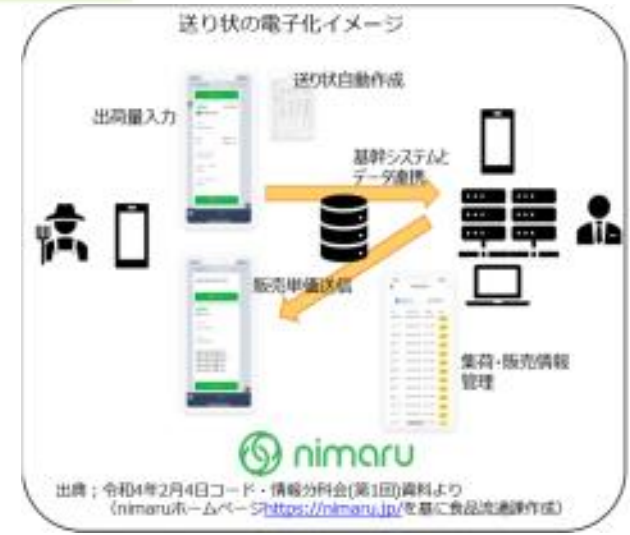 送り状の電子化イメージ
送り状自動作成
出荷量入力
基幹システムと
データ連携
販売単価送信
集荷・販売情報
管理
nimaru
出典；令和4年2月4日コード・情報分科会(第1回)資料より
（nimaruホームページhttps://nimaru.jp/を基に食品流通課作成）